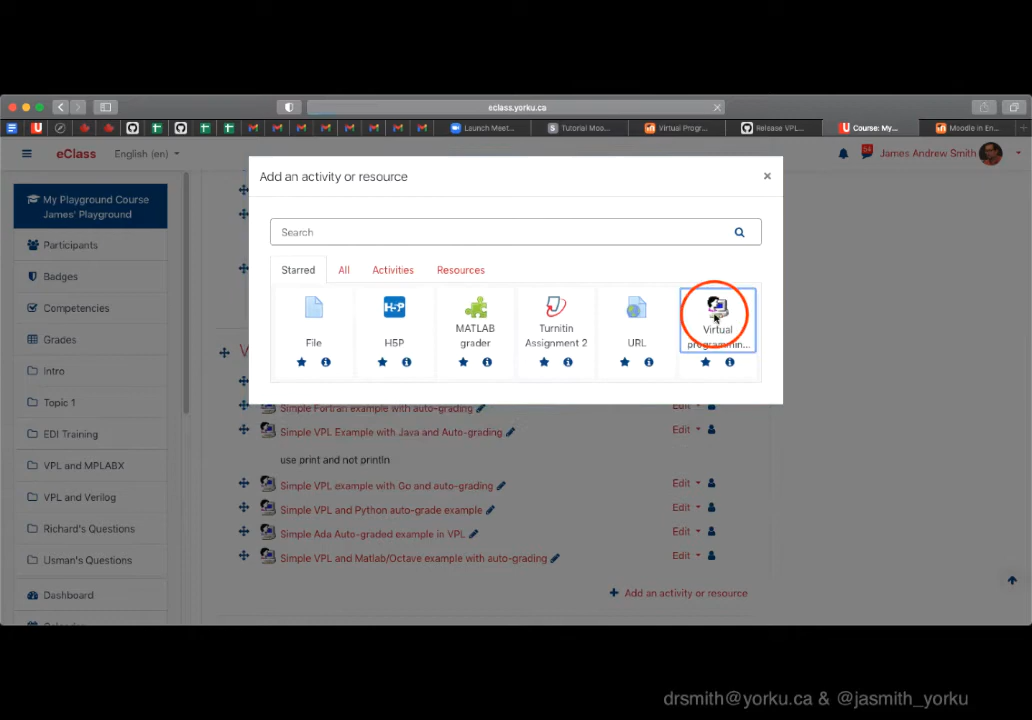 eclass.yorku.ca
Launch Meet...
Tutorial Moo...
Virtual Progr...
Release VPL...
Course: My...
Moodle in En...
eClass
English (en)
James Andrew Smith
Add an activity or resource
My Playground Course
James' Playground
Participants
Badges
Competencies
Grades
Intro
Topic 1
EDI Training
VPL and MPLABX
VPL and Verilog
Richard's Questions
Usman's Questions
Dashboard
Search
Starred
All
Activities
Resources
File
H5P
H5P
MATLAB
grader
Turnitin
Assignment 2
URL
Virtual
programmin...
Simple Fortran example with auto-grading
Edit
Simple VPL Example with Java and Auto-grading
Edit
use print and not println
Simple VPL example with Go and auto-grading
Edit
Simple VPL and Python auto-grade example
Edit
Simple Ada Auto-graded example in VPL
Edit
Simple VPL and Matlab/Octave example with auto-grading
Edit
Add an activity or resource
drsmith@yorku.ca & @jasmith_yorku